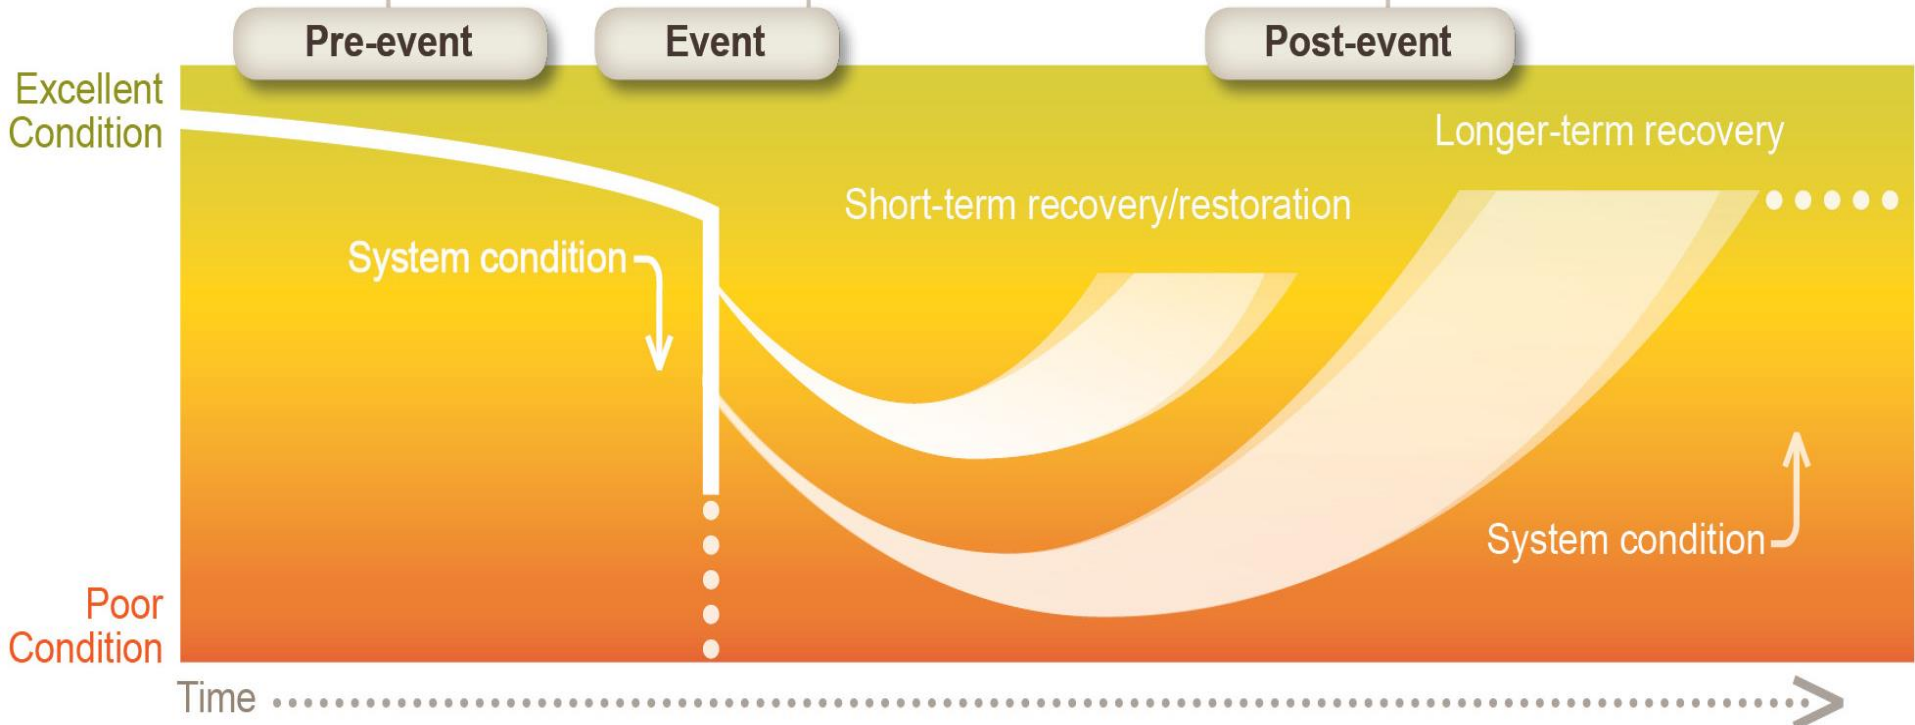 Pre-event
Event
Post-event
Excellent
Condition
Longer-term recovery
Short-term recovery/restoration
System condition
System condition
Poor
Condition
Time